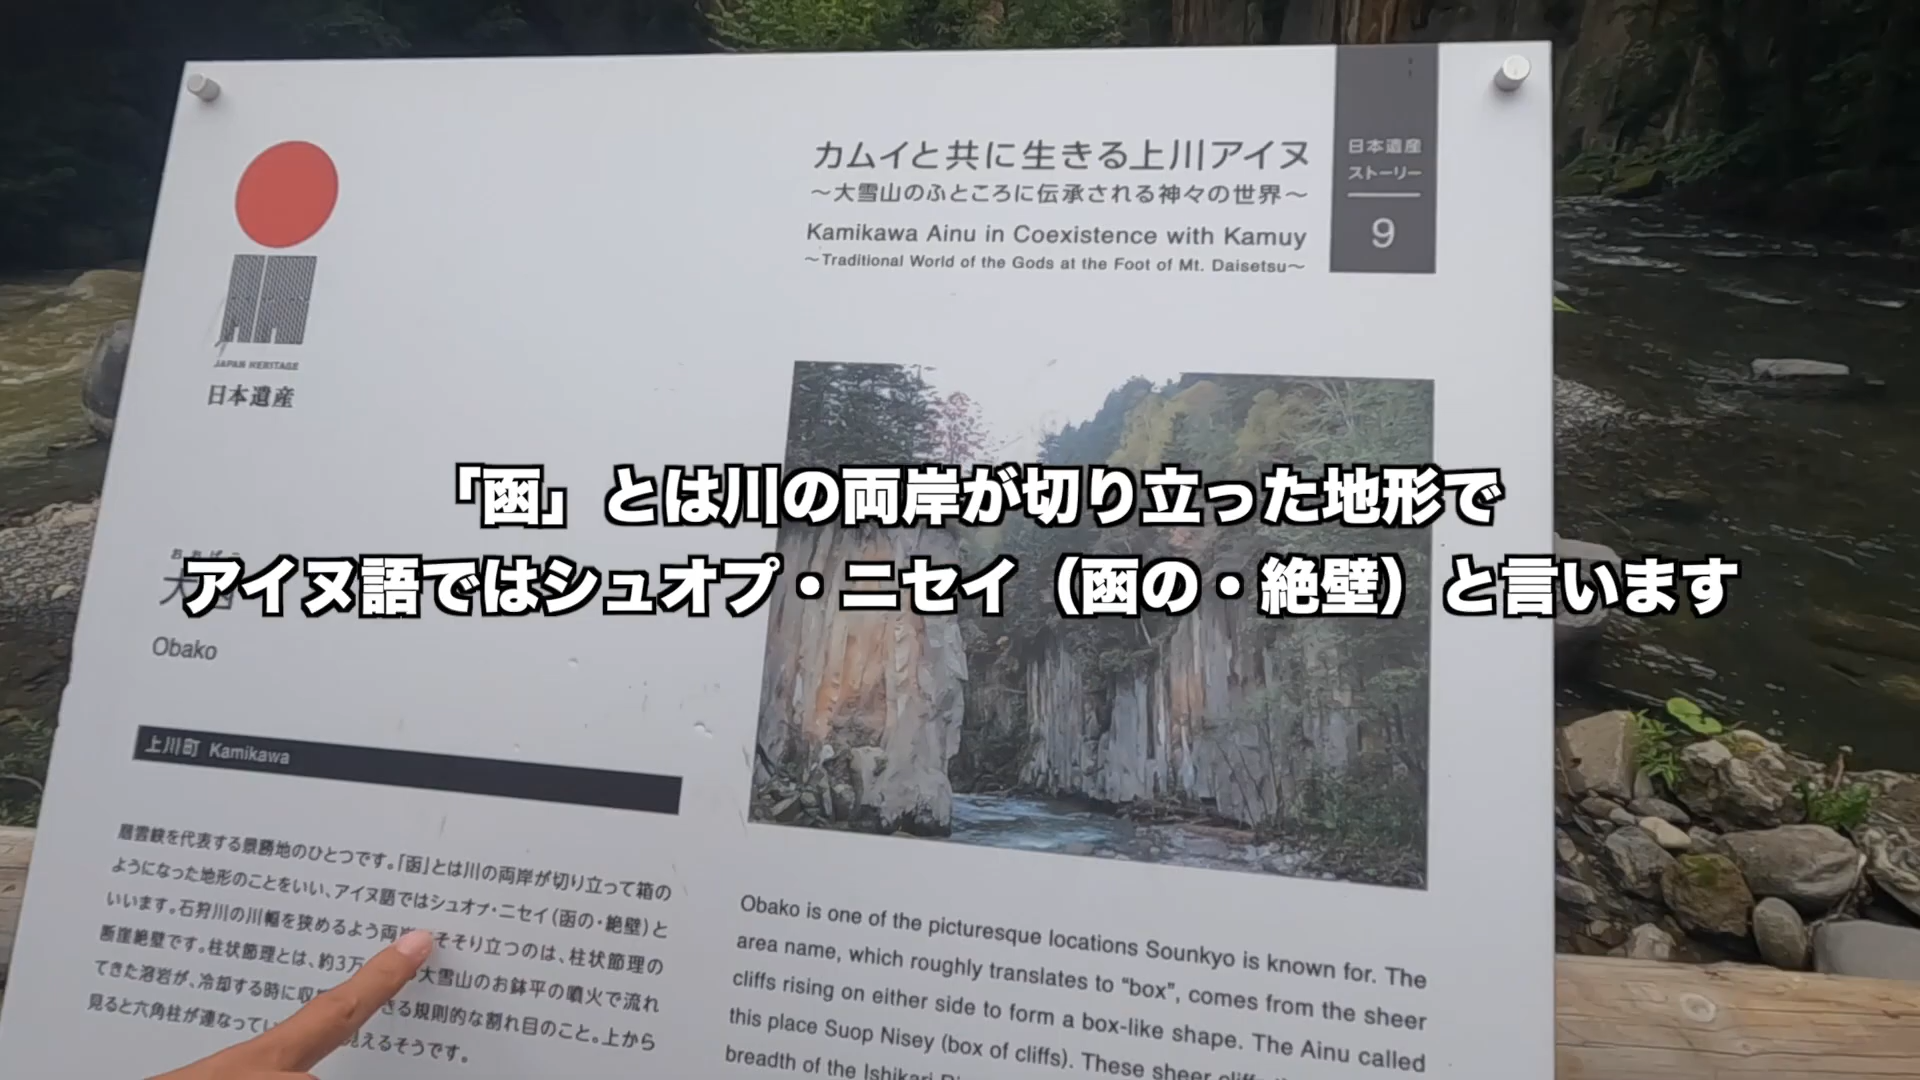 カムイと共に生きる上川アイヌ
～大雪山のふところに伝承される神々の世界～
Kamikawa Ainu in Coexistence with Kamuy
～Traditional World of the Gods at the Foot of Mt. Daisetsu～
日本遺産
ストーリー
9
JAPAN HERITAGE
日本遺産
「函」とは川の両岸が切り立った地形で
アイヌ語ではシュオプ・ニセイ（函の・絶壁）と言います
Obako
上川町 Kamikawa
層雲峡を代表する景勝地のひとつです。「函」とは川の両岸が切り立って箱の
ようになった地形のことをいい、アイヌ語ではシュオプ・ニセイ（函の・絶壁）と
いいます。石狩川の川幅を狭めるよう両岸 そそり立つのは、柱状節理の
断崖絶壁です。柱状節理とは、約3万 大雪山のお鉢平の噴火で流れ
てきた溶岩が、冷却する時に収 きる規則的な割れ目のこと。上から
見ると六角柱が連なってい 見えるそうです。
Obako is one of the picturesque locations Sounkyo is known for. The
area name, which roughly translates to “box”, comes from the sheer
cliffs rising on either side to form a box-like shape. The Ainu called
this place Suop Nisey (box of cliffs). These sheer cliffs
breadth of the Ishikari